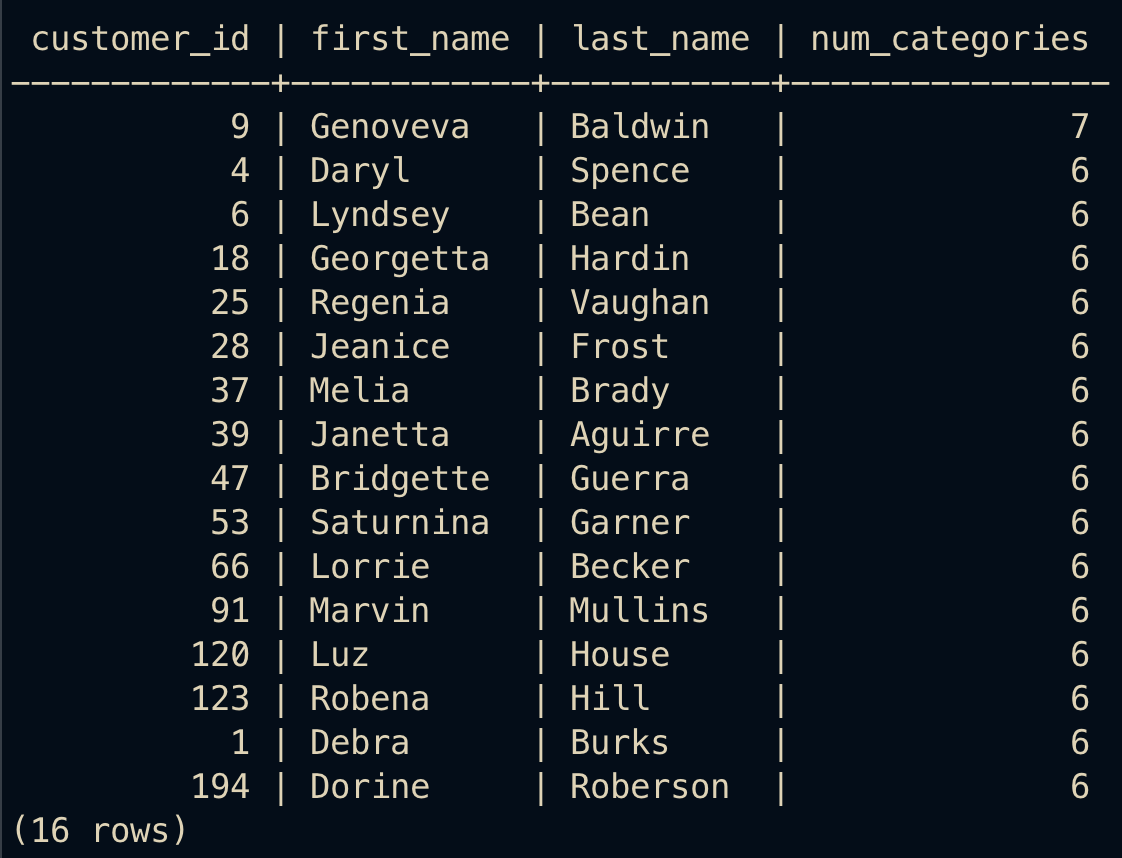 customer_id | first_name | last_name | num_categories
-------------+------------+-----------+----------------
9 | Genoveva | Baldwin | 7
4 | Daryl | Spence | 6
6 | Lyndsey | Bean | 6
18 | Georgetta | Hardin | 6
25 | Regenia | Vaughan | 6
28 | Jeanice | Frost | 6
37 | Melia | Brady | 6
39 | Janetta | Aguirre | 6
47 | Bridgette | Guerra | 6
53 | Saturnina | Garner | 6
66 | Lorrie | Becker | 6
91 | Marvin | Mullins | 6
120 | Luz | House | 6
123 | Robena | Hill | 6
1 | Debra | Burks | 6
194 | Dorine | Roberson | 6
(16 rows)